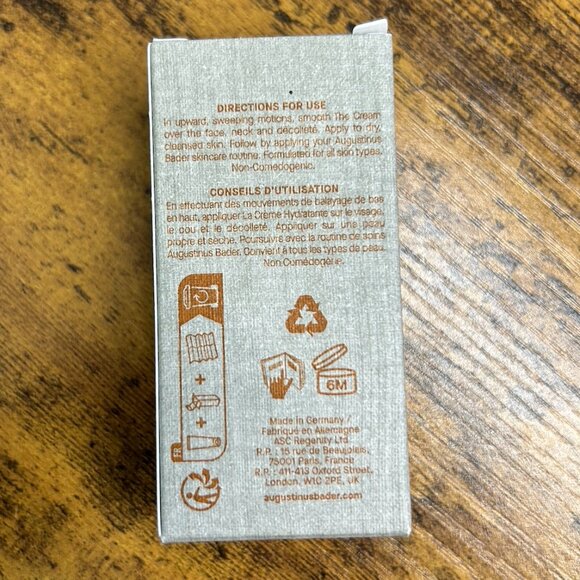 DIRECTIONS FOR USE
In upward, sweeping motions, smooth The Cream
over the face, neck and décolleté. Apply to dry,
cleansed skin. Follow by applying your Augustinus
Bader skincare routine. Formulated for all skin types.
Non-Comedogenic.
CONSEILS D'UTILISATION
En effectuant des mouvements de balayage de bas
en haut, appliquer La Crème Hydratante sur le visage,
le cou et le décolleté. Appliquer sur une peau
propre et sèche. Poursuivre avec la routine de soins
Augustinus Bader. Convient à tous les types de peau.
Non Comédogène.
+
+
FR
6M
Made in Germany /
Fabriqué en Allemagne
ASC Regenity Ltd
R.P. : 15 rue de Beaujolais,
75001 Paris, France
R.P. : 411-413 Oxford Street,
London, W1C 2PE, UK
augustinusbader.com